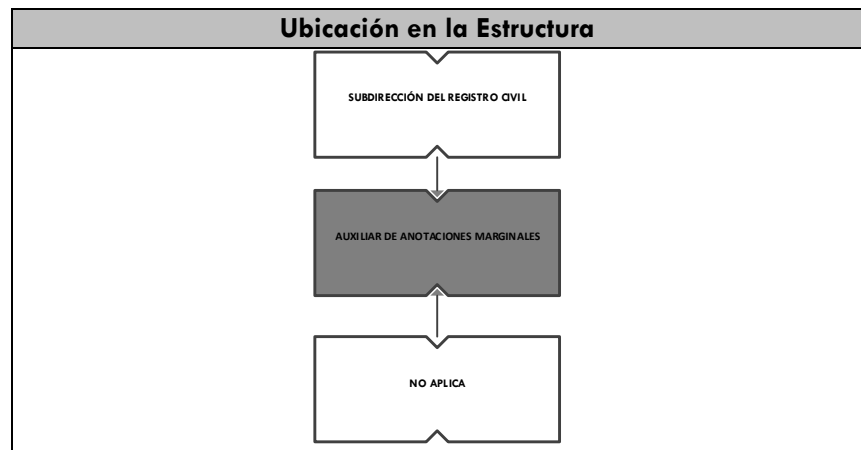 Ubicación en la Estructura
SUBDIRECCIÓN DEL REGISTRO CIVIL
AUXILIAR DE ANOTACIONES MARGINALES
NO APLICA